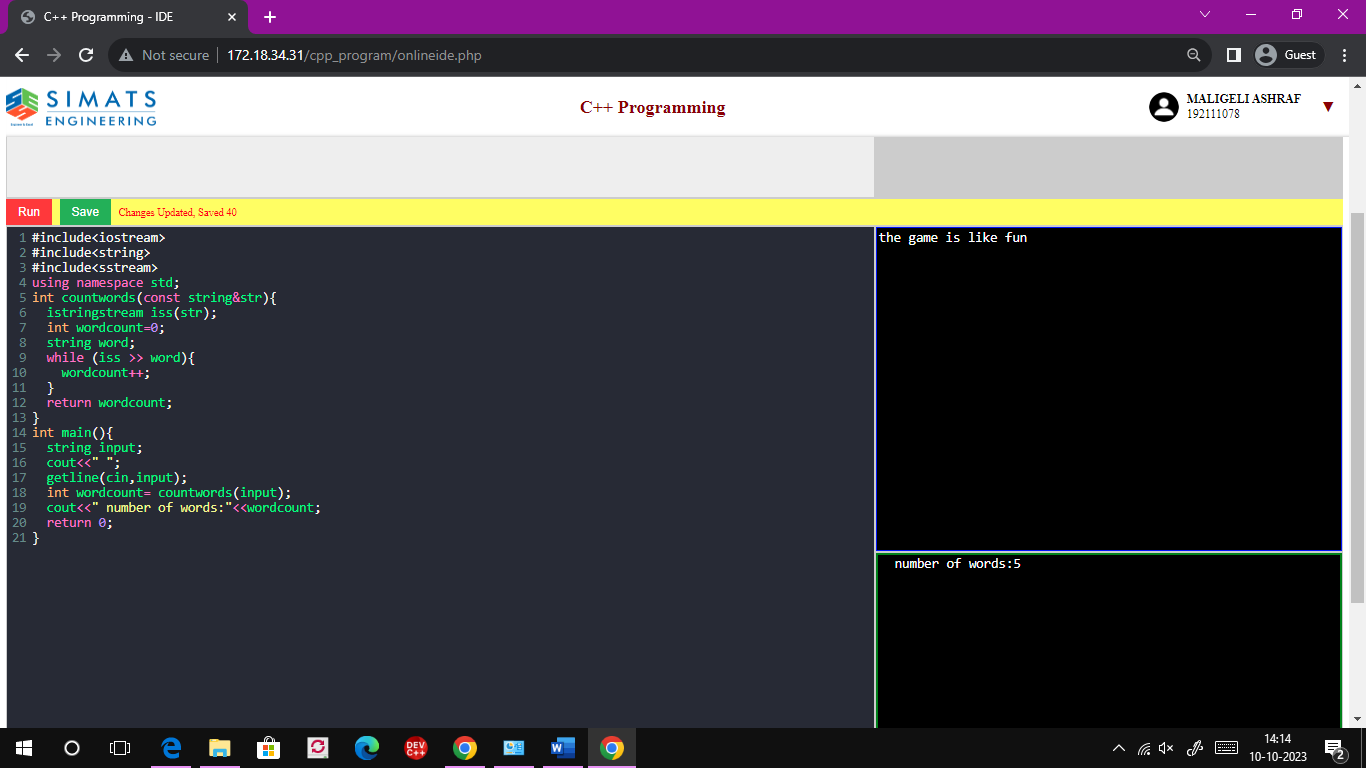 C++ Programming - IDE
Not secure
172.18.34.31/cpp_program/onlineide.php
Guest
SIMATS
ENGINEERING
C++ Programming
MALIGELI ASHRAF
192111078
Run
Save
Changes Updated, Saved 40
1 #include<iostream>
2 #include<string>
3 #include<sstream>
4 using namespace std;
5 int countwords(const string&str){
6   istringstream iss(str);
7   int wordcount=0;
8   string word;
9   while (iss >> word){
10     wordcount++;
11   }
12   return wordcount;
13 }
14 int main(){
15   string input;
16   cout<<" ";
17   getline(cin,input);
18   int wordcount= countwords(input);
19   cout<<" number of words:"<<wordcount;
20   return 0;
21 }
the game is like fun
number of words:5
DEV
C++
W
14:14
10-10-2023
2